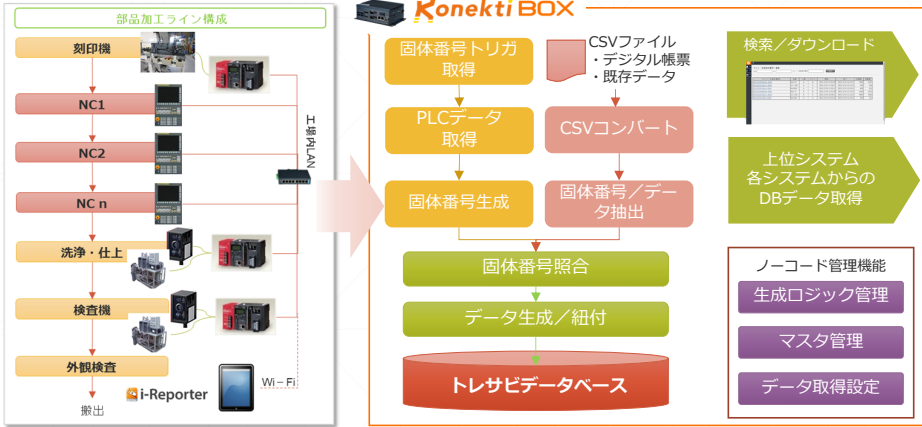 部品加工ライン構成
刻印機
NC1
NC2
NC n
洗浄・仕上
検査機
外観検査
搬出
i-Reporter
Wi-Fi
工場内LAN
Konekti BOX
固体番号トリガ
取得
PLCデータ
取得
固体番号生成
CSVファイル
・デジタル帳票
・既存データ
CSVコンバート
固体番号／デー
タ抽出
固体番号照合
データ生成／紐付
トレサビデータベース
検索／ダウンロード
上位システム
各システムからの
DBデータ取得
ノーコード管理機能
生成ロジック管理
マスタ管理
データ取得設定